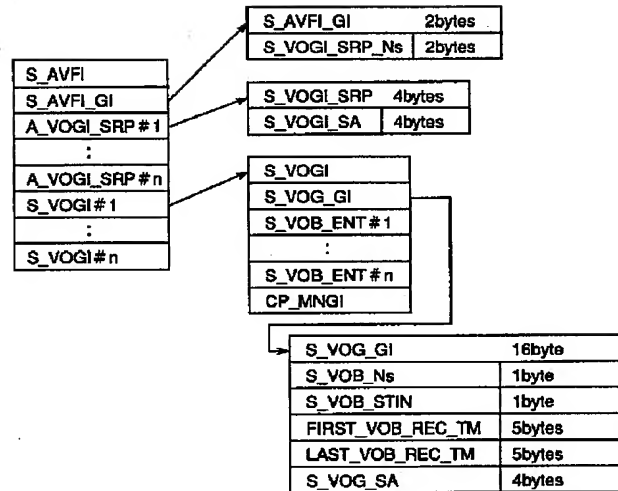 S_AVFI_GI 2bytes
S_VOGI_SRP_Ns 2bytes
S_AVFI
S_AVFI_GI
A_VOGI_SRP#1
:
A_VOGI_SRP#n
S_VOGI#1
:
S_VOGI#n
S_VOGI_SRP 4bytes
S_VOGI_SA 4bytes
S_VOGI
S_VOG_GI
S_VOB_ENT#1
:
S_VOB_ENT#n
CP_MNGI
S_VOG_GI 16byte
S_VOB_Ns 1byte
S_VOB_STIN 1byte
FIRST_VOB_REC_TM 5bytes
LAST_VOB_REC_TM 5bytes
S_VOG_SA 4bytes